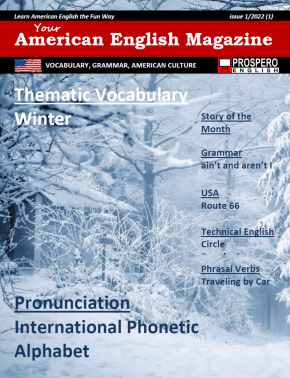 Learn American English the Fun Way
issue 1/2022 (1)
Your
American English Magazine
VOCABULARY, GRAMMAR, AMERICAN CULTURE
PROSPERO
ENGLISH
Thematic Vocabulary
Winter
Story of the
Month
Grammar
ain't and aren't I
USA
Route 66
Technical English
Circle
Phrasal Verbs
Traveling by Car
Pronunciation
International Phonetic
Alphabet